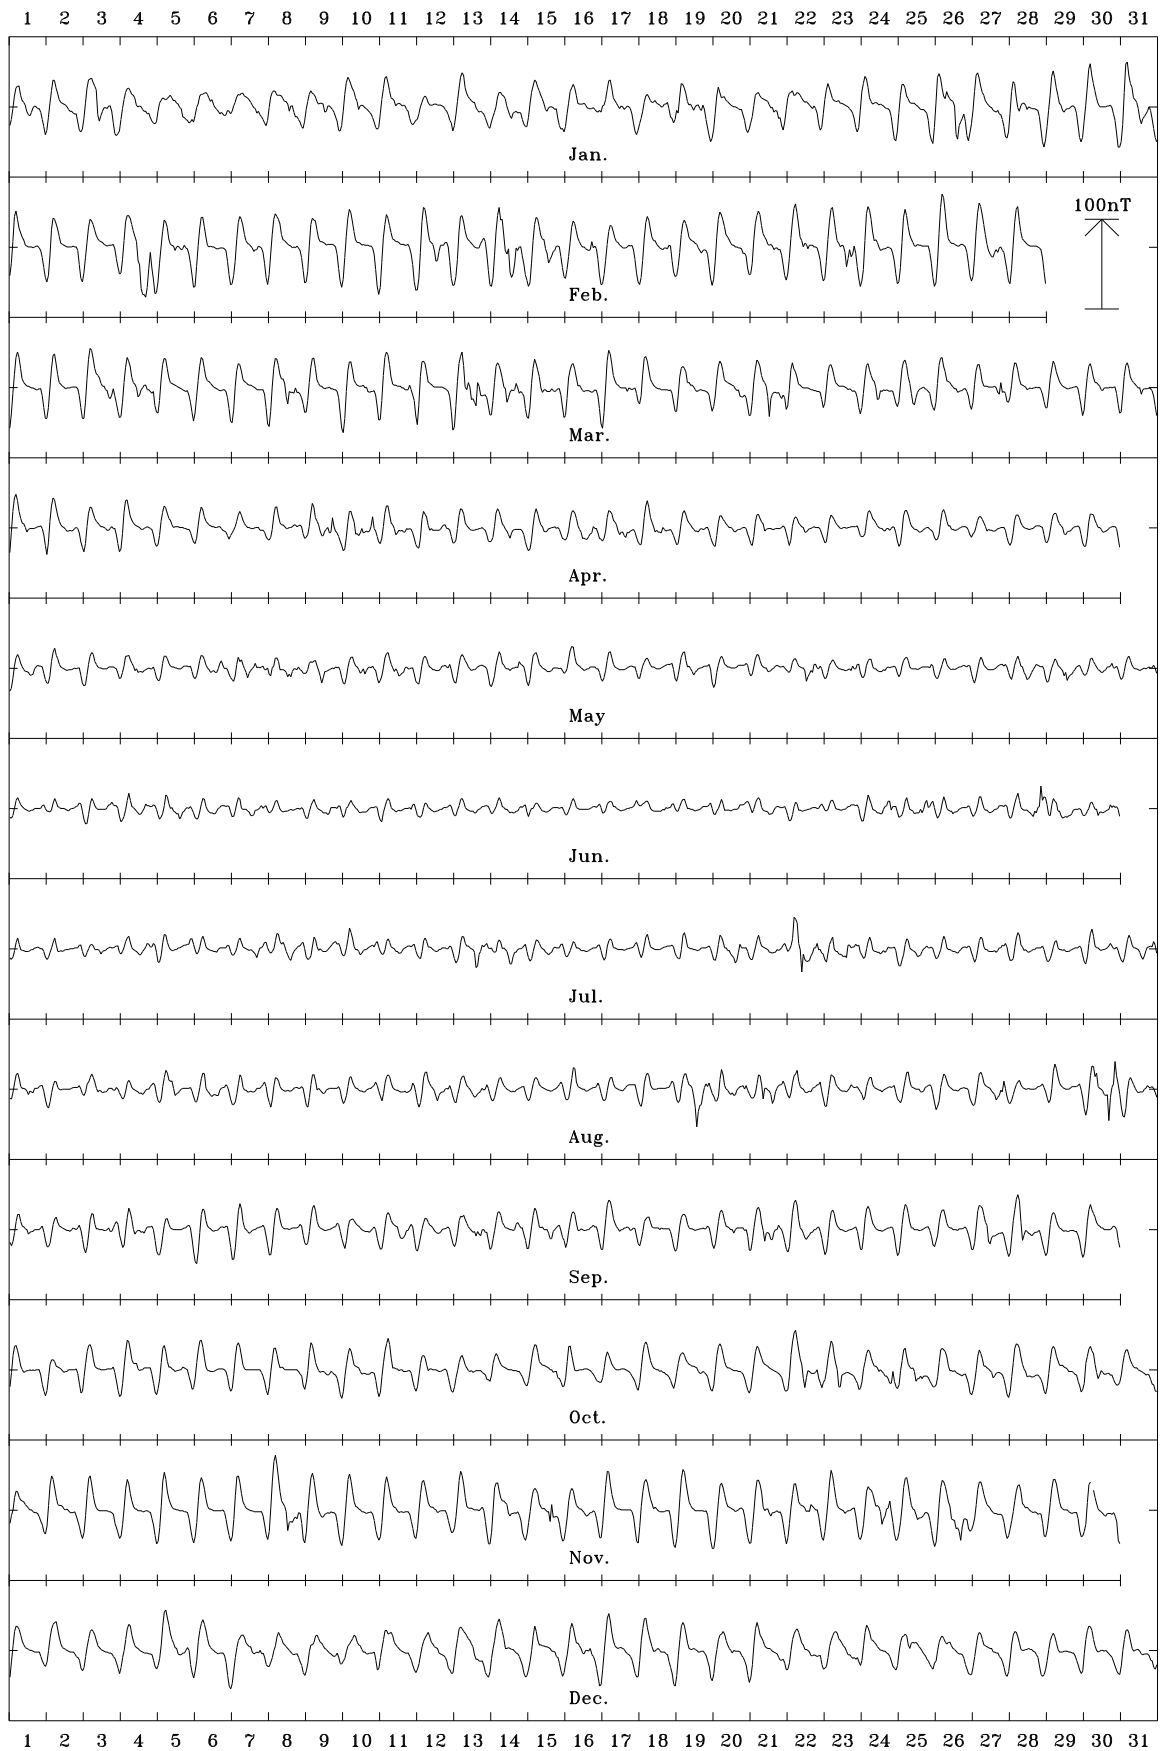 1 2 3 4 5 6 7 8 9 10 11 12 13 14 15 16 17 18 19 20 21 22 23 24 25 26 27 28 29 30 31
Jan.
100nT
Feb.
Mar.
Apr.
May
Jun.
Jul.
Aug.
Sep.
Oct.
Nov.
Dec.
1 2 3 4 5 6 7 8 9 10 11 12 13 14 15 16 17 18 19 20 21 22 23 24 25 26 27 28 29 30 31